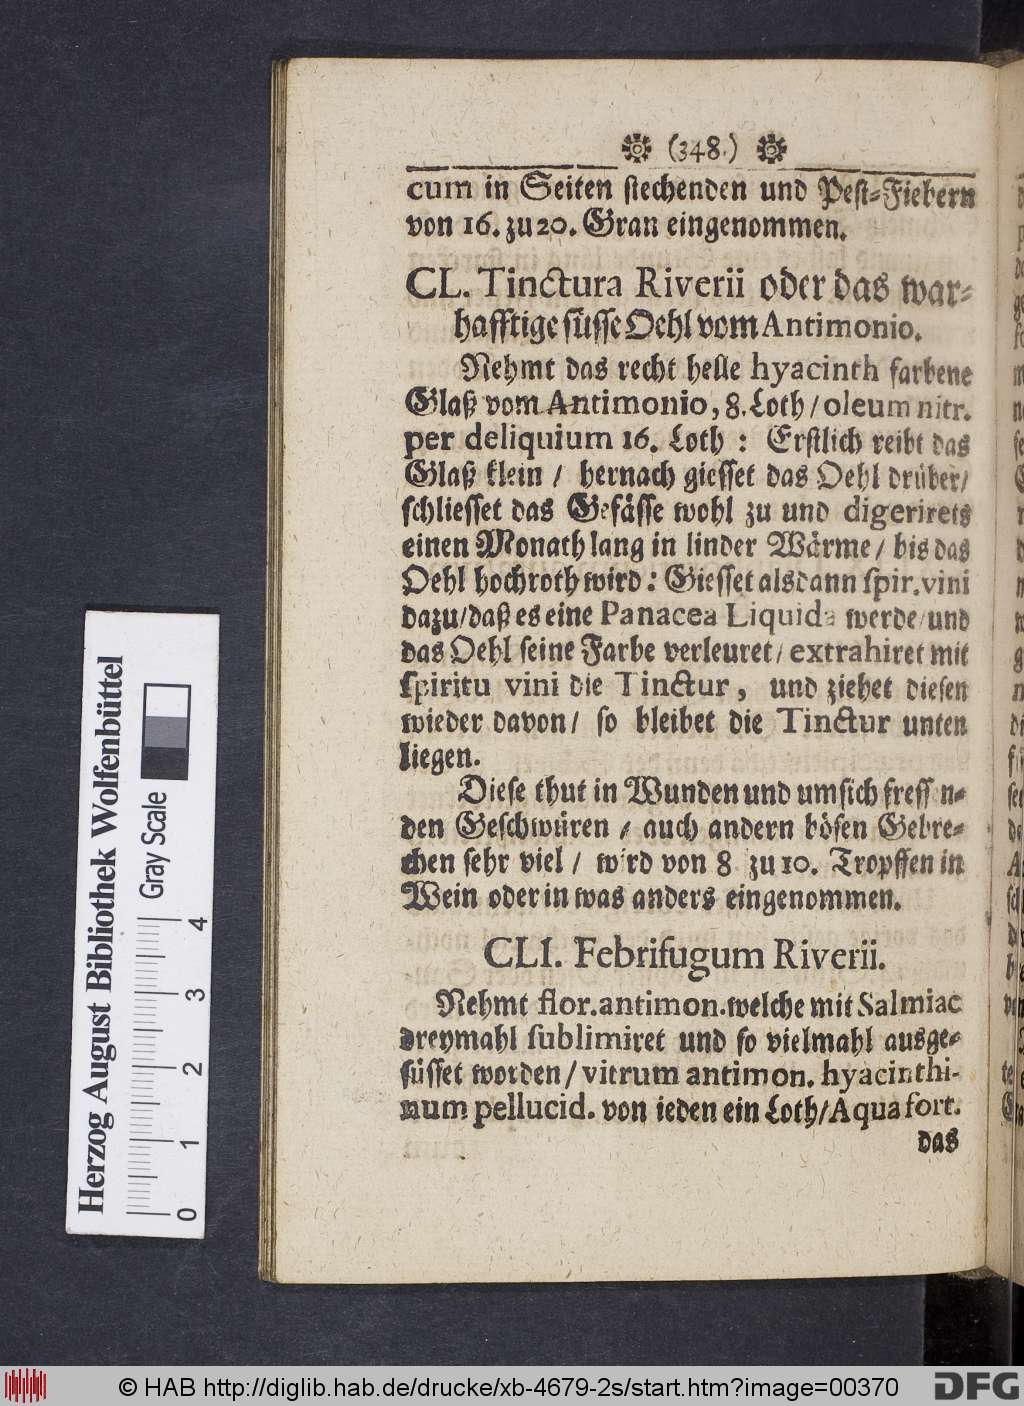 (348.)
cum in Seiten stechenden und Pest-Fiebern
von 16. zu 20. Gran eingenommen.
CL. Tinctura Riverii oder das war-
hafftige süsse Oehl vom Antimonio.
Nehmt das recht helle hyacinth farbene
Glaß vom Antimonio, 8. Loth / oleum nitr.
per deliquium 16. Loth : Erstlich reibt das
Glaß klein / hernach giesset das Oehl drüber/
schliesset das Gefässe wohl zu und digerirets
einen Monath lang in linder Wärme / bis das
Oehl hochroth wird: Giesset alsdann spir. vini
dazu/daß es eine Panacea Liquida werde/und
das Oehl seine Farbe verleuret/ extrahiret mit
spiritu vini die Tinctur, und ziehet diesen
wieder davon/ so bleibet die Tinctur unten
liegen.
Diese thut in Wunden und umsich fressen-
den Geschwüren / auch andern bösen Gebre-
chen sehr viel / wird von 8 zu 10. Tropffen in
Wein oder in was anders eingenommen.
CLI. Febrifugum Riverii.
Nehmt flor. antimon. welche mit Salmiac
dreymahl sublimiret und so vielmahl ausge-
süsset worden / vitrum antimon. hyacinthi-
num pellucid. von ieden ein Loth/Aqua fort.
das
Herzog August Bibliothek Wolfenbüttel
Gray Scale
0 1 2 3 4
© HAB http://diglib.hab.de/drucke/xb-4679-2s/start.htm?image=00370
DFG